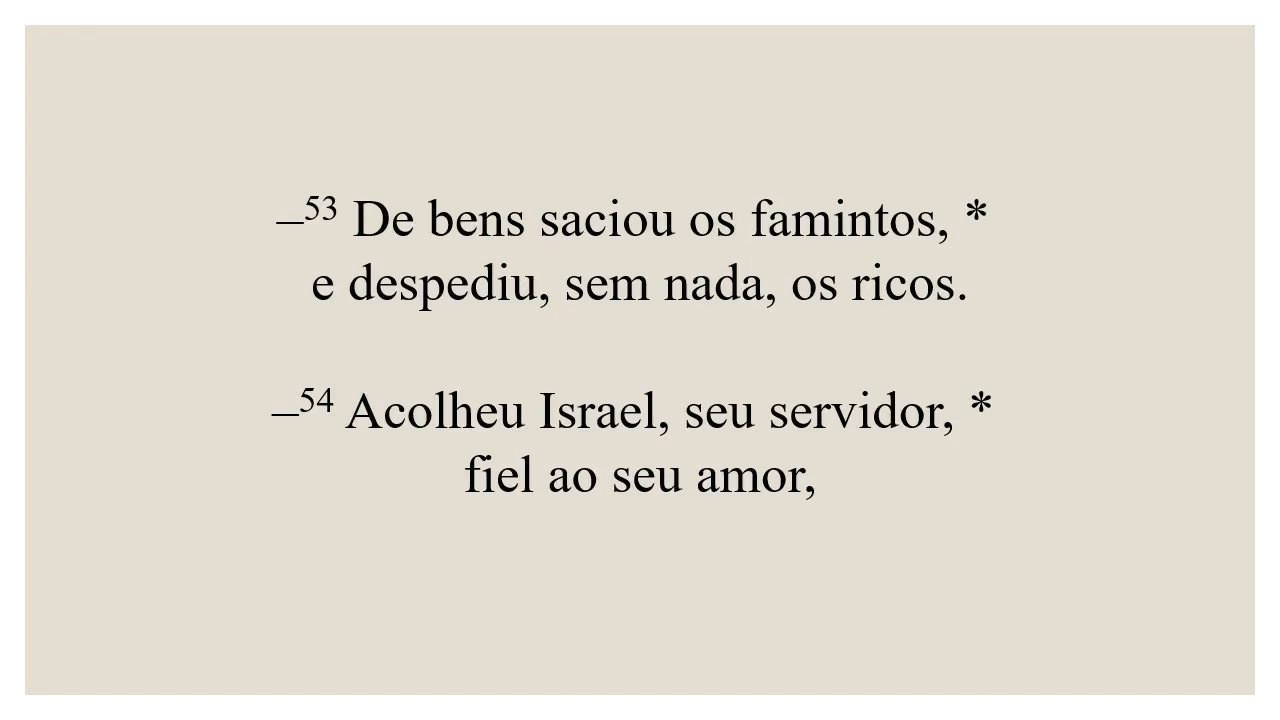 –⁵³ De bens saciou os famintos, *
e despediu, sem nada, os ricos.
–⁵⁴ Acolheu Israel, seu servidor, *
fiel ao seu amor,